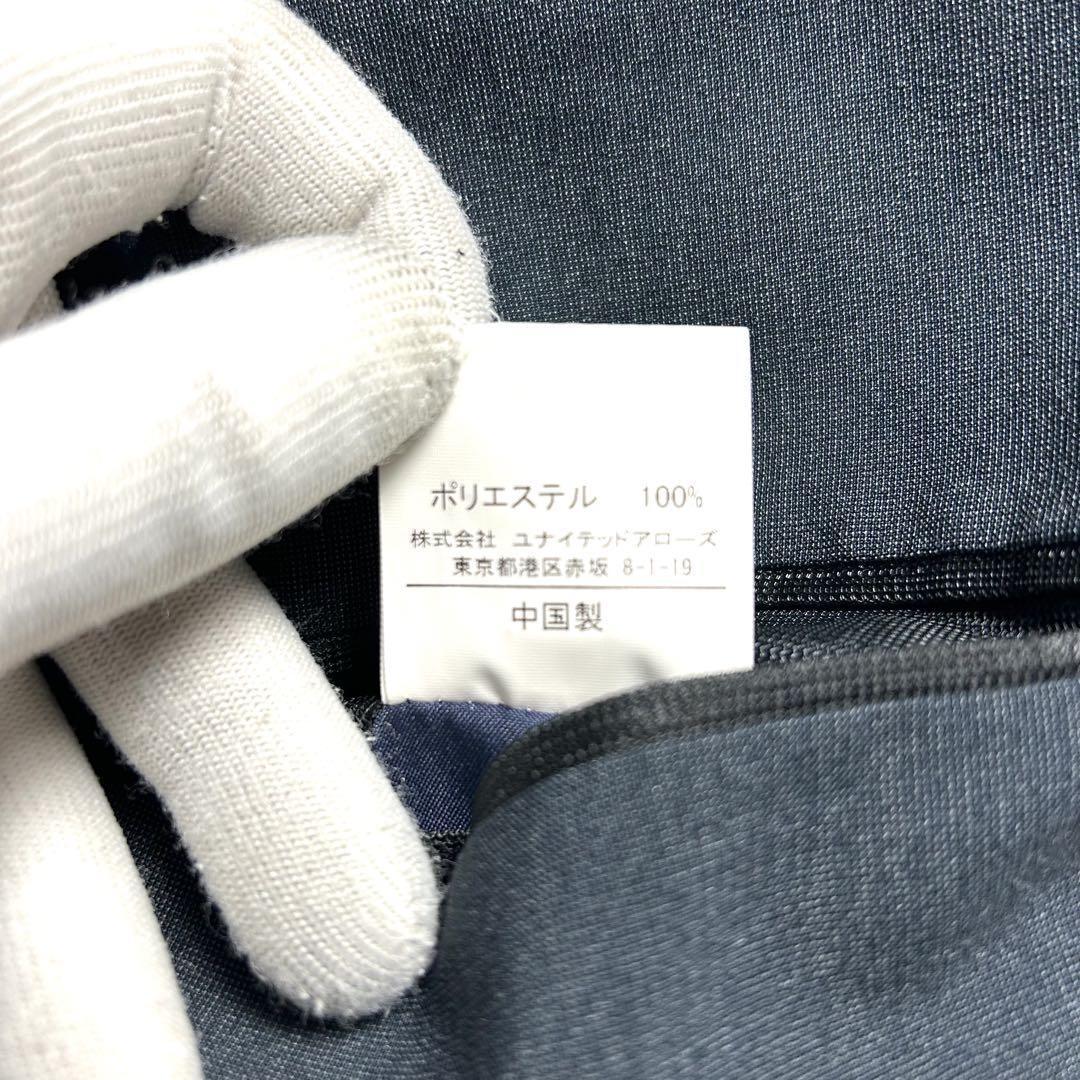 ポリエステル 100%
株式会社 ユナイテッドアローズ
東京都港区赤坂 8-1-19
中国製